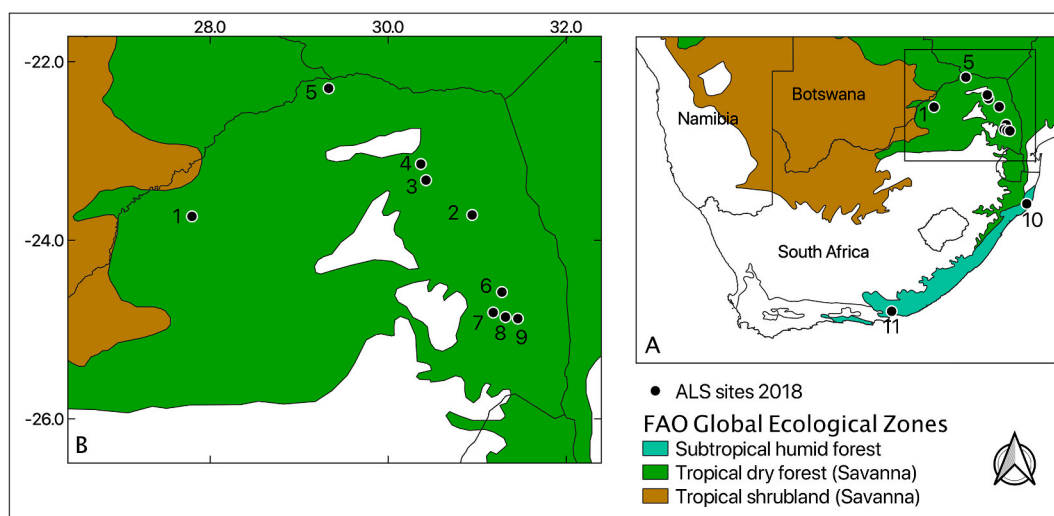 28.0 30.0 32.0
-22.0
-24.0
-26.0
5
4
3
1
2
6
7
8
9
B
5
1
Botswana
Namibia
South Africa
10
11
A
ALS sites 2018
FAO Global Ecological Zones
Subtropical humid forest
Tropical dry forest (Savanna)
Tropical shrubland (Savanna)